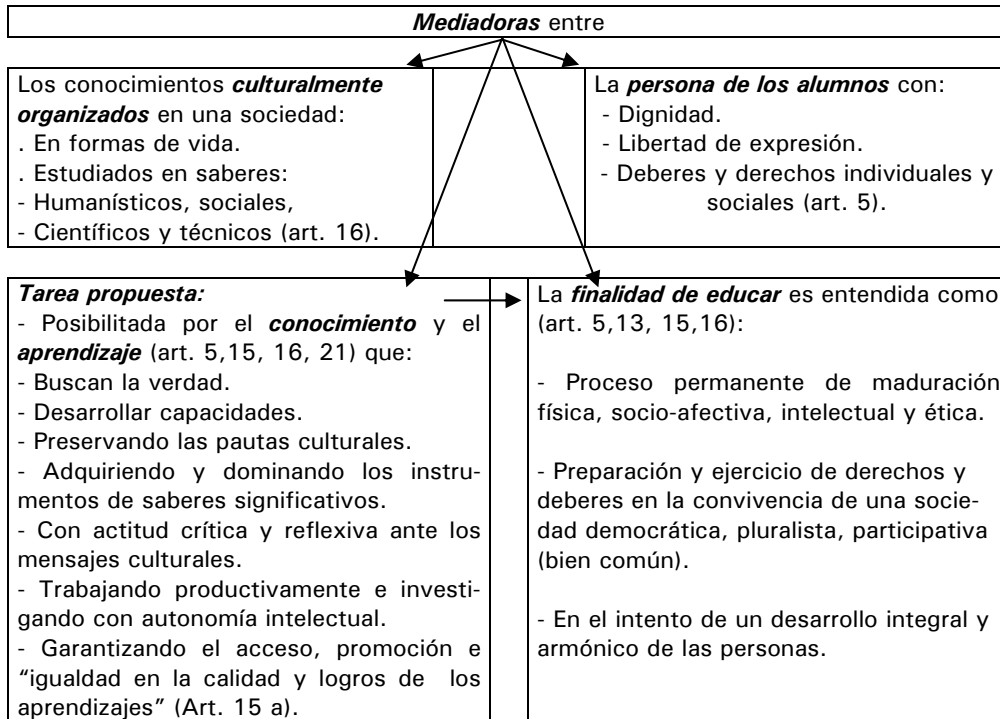 Mediadoras entre
Los conocimientos culturalmente
organizados en una sociedad:
. En formas de vida.
. Estudiados en saberes:
- Humanísticos, sociales,
- Científicos y técnicos (art. 16).
La persona de los alumnos con:
- Dignidad.
- Libertad de expresión.
- Deberes y derechos individuales y
sociales (art. 5).
Tarea propuesta:
- Posibilitada por el conocimiento y el
aprendizaje (art. 5,15, 16, 21) que:
- Buscan la verdad.
- Desarrollar capacidades.
- Preservando las pautas culturales.
- Adquiriendo y dominando los instru-
mentos de saberes significativos.
- Con actitud crítica y reflexiva ante los
mensajes culturales.
- Trabajando productivamente e investi-
gando con autonomía intelectual.
- Garantizando el acceso, promoción e
“igualdad en la calidad y logros de los
aprendizajes” (Art. 15 a).
La finalidad de educar es entendida como
(art. 5,13, 15,16):
- Proceso permanente de maduración
física, socio-afectiva, intelectual y ética.
- Preparación y ejercicio de derechos y
deberes en la convivencia de una socie-
dad democrática, pluralista, participativa
(bien común).
- En el intento de un desarrollo integral y
armónico de las personas.